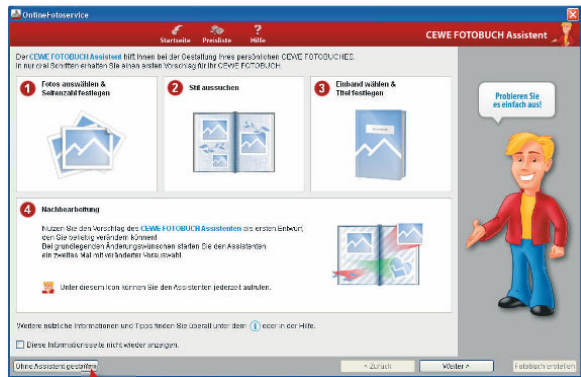 OnlineFotoservice
Startseite Preisliste Hilfe
CEWE FOTOBUCH Assistent
Der CEWE FOTOBUCH Assistent hilft Ihnen bei der Gestaltung Ihres persönlichen CEWE FOTOBUCHES.
In nur drei Schritten erhalten Sie einen ersten Vorschlag für Ihr CEWE FOTOBUCH.
1 Fotos auswählen &
Seitenzahl festlegen
2 Stil aussuchen
3 Einband wählen &
Titel festlegen
Probieren Sie
es einfach aus!
4 Nachbearbeitung
Nutzen Sie den Vorschlag des CEWE FOTOBUCH Assistenten als ersten Entwurf,
den Sie beliebig verändern können!
Bei grundlegenden Änderungswünschen starten Sie den Assistenten
ein zweites Mal mit veränderter Vorauswahl.
Unter diesem Icon können Sie den Assistenten jederzeit aufrufen.
Weitere nützliche Informationen und Tipps finden Sie überall unter dem i oder in der Hilfe.
Diese Informationsseite nicht wieder anzeigen.
Ohne Assistent gestalten
< Zurück
Weiter >
Fotobuch erstellen